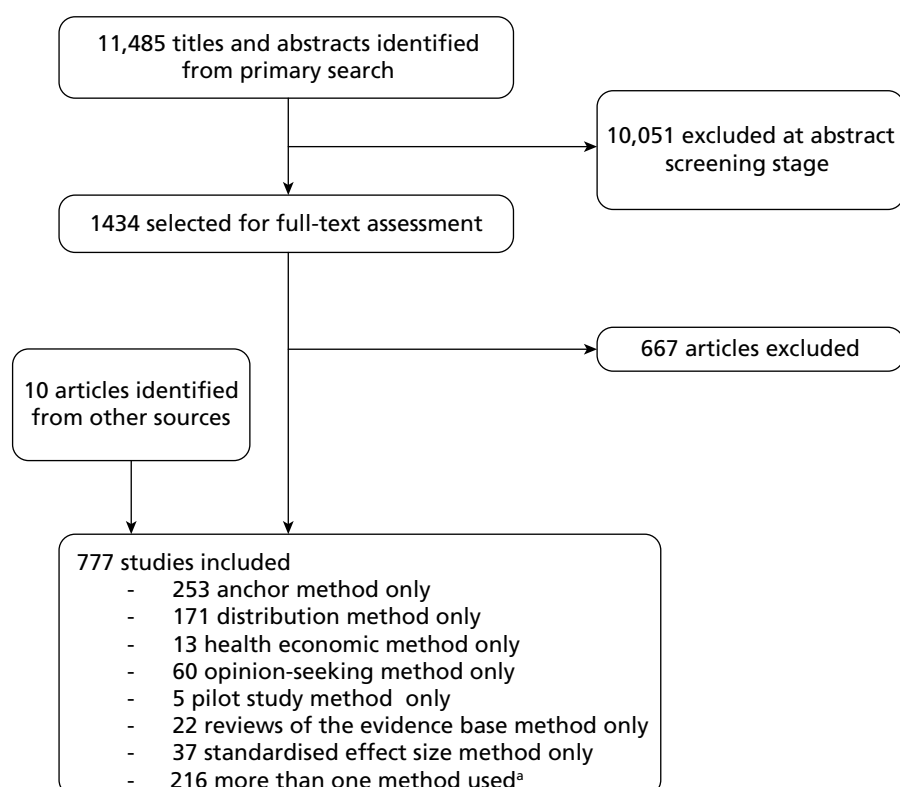 11,485 titles and abstracts identified
from primary search
10,051 excluded at abstract
screening stage
1434 selected for full-text assessment
667 articles excluded
10 articles identified
from other sources
777 studies included
- 253 anchor method only
- 171 distribution method only
- 13 health economic method only
- 60 opinion-seeking method only
- 5 pilot study method only
- 22 reviews of the evidence base method only
- 37 standardised effect size method only
- 216 more than one method usedᵃ